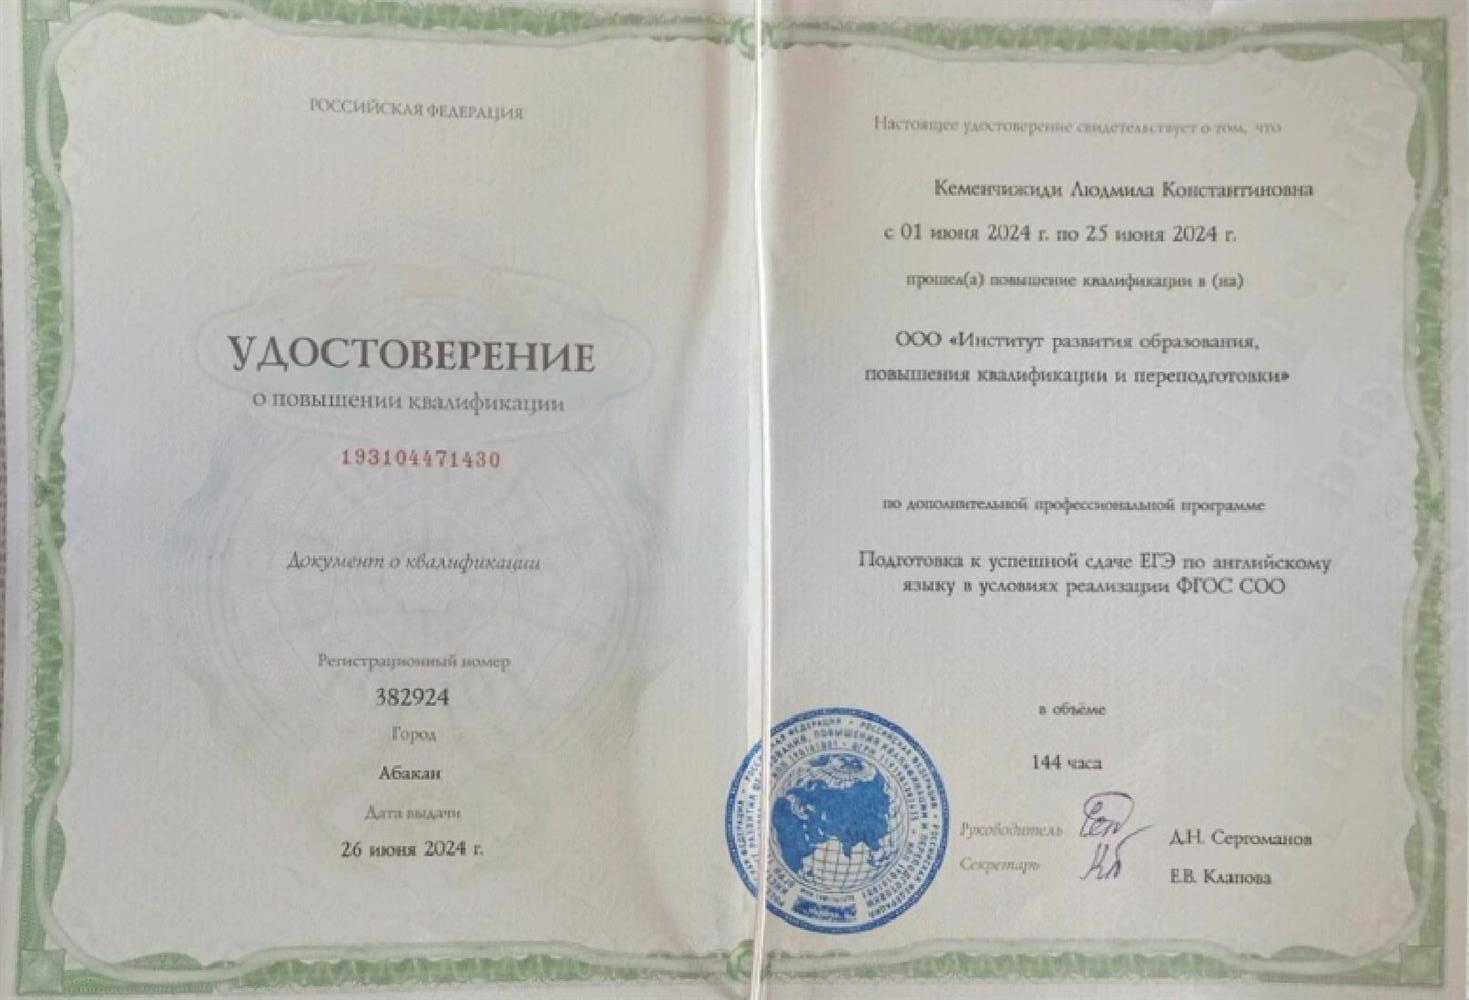 РОССИЙСКАЯ ФЕДЕРАЦИЯ
УДОСТОВЕРЕНИЕ
о повышении квалификации
193104471430
Документ о квалификации
Регистрационный номер
382924
Город
Абакан
Дата выдачи
26 июня 2024 г.
Настоящее удостоверение свидетельствует о том, что
Кеменчижиди Людмила Константиновна
с 01 июня 2024 г. по 25 июня 2024 г.
прошел(а) повышение квалификации в (на)
ООО «Институт развития образования,
повышения квалификации и переподготовки»
по дополнительной профессиональной программе
Подготовка к успешной сдаче ЕГЭ по английскому
языку в условиях реализации ФГОС СОО
в объёме
144 часа
Руководитель
Д.Н. Сергоманов
Секретарь
Е.В. Клапова